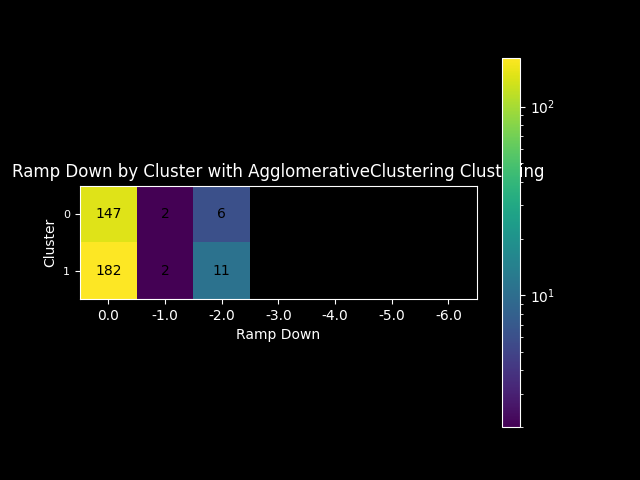 Ramp Down by Cluster with AgglomerativeClustering Clustering
Cluster
0
147
2
6
1
182
2
11
0.0 -1.0 -2.0 -3.0 -4.0 -5.0 -6.0
Ramp Down
10²
10¹